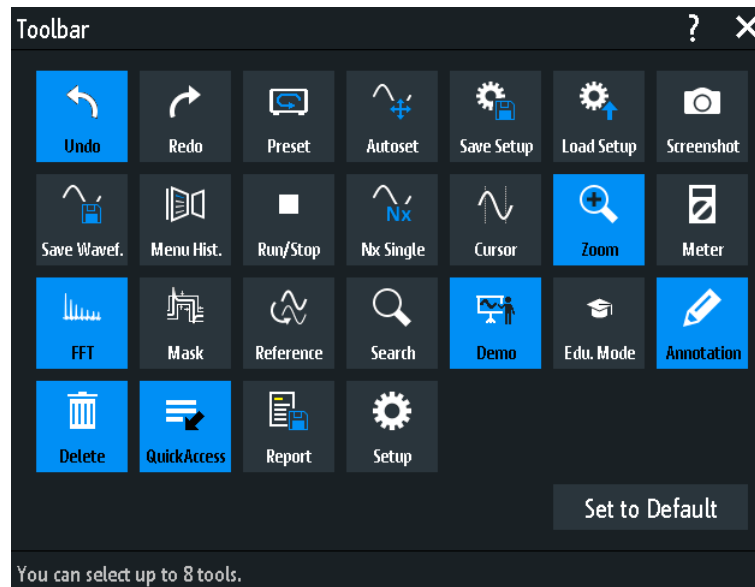 Toolbar ? X
Undo Redo Preset Autoset Save Setup Load Setup Screenshot
Nx
Save Wavef. Menu Hist. Run/Stop Nx Single Cursor Zoom Meter
FFT Mask Reference Search Demo Edu. Mode Annotation
Delete QuickAccess Report Setup
Set to Default
You can select up to 8 tools.